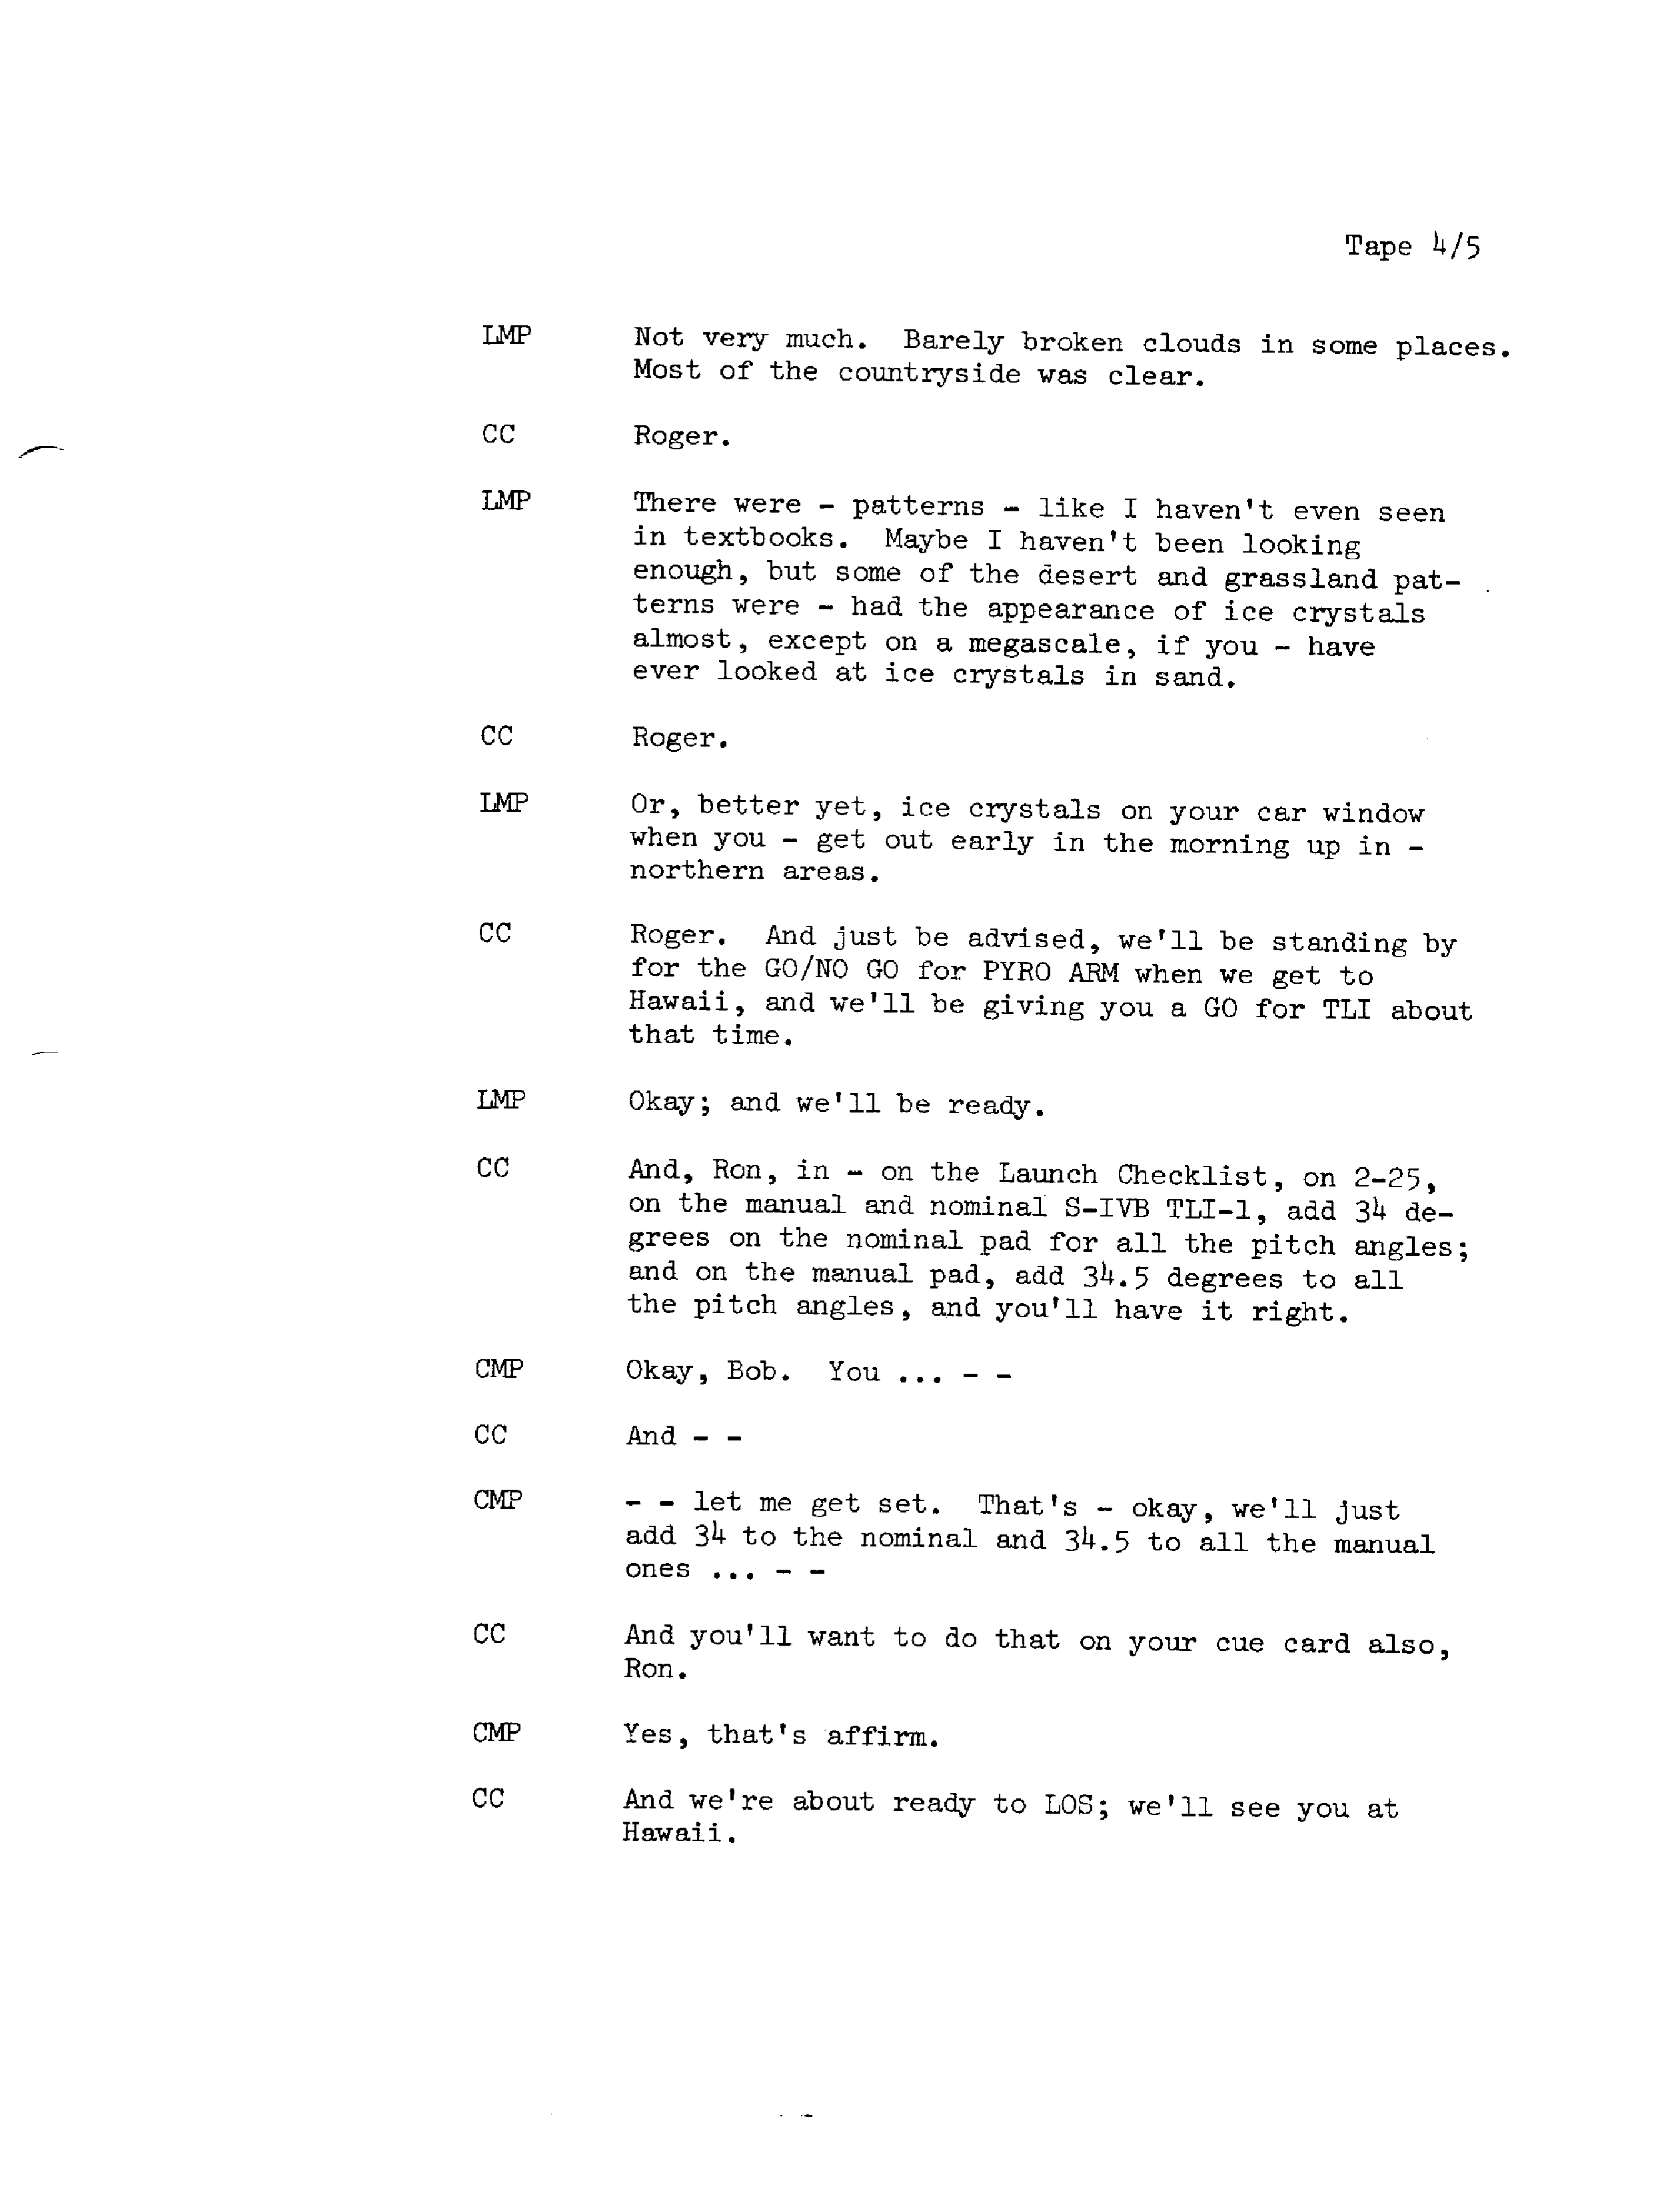 Tape 4/5
LMP Not very much. Barely broken clouds in some places.
Most of the countryside was clear.
CC Roger.
LMP There were - patterns - like I haven't even seen
in textbooks. Maybe I haven't been looking
enough, but some of the desert and grassland pat-
terns were - had the appearance of ice crystals
almost, except on a megascale, if you - have
ever looked at ice crystals in sand.
CC Roger.
LMP Or, better yet, ice crystals on your car window
when you - get out early in the morning up in -
northern areas.
CC Roger. And just be advised, we'll be standing by
for the GO/NO GO for PYRO ARM when we get to
Hawaii, and we'll be giving you a GO for TLI about
that time.
LMP Okay; and we'll be ready.
CC And, Ron, in - on the Launch Checklist, on 2-25,
on the manual and nominal S-IVB TLI-1, add 34 de-
grees on the nominal pad for all the pitch angles;
and on the manual pad, add 34.5 degrees to all
the pitch angles, and you'll have it right.
CMP Okay, Bob. You ... - -
CC And - -
CMP - - let me get set. That's - okay, we'll just
add 34 to the nominal and 34.5 to all the manual
ones ... - -
CC And you'll want to do that on your cue card also,
Ron.
CMP Yes, that's affirm.
CC And we're about ready to LOS; we'll see you at
Hawaii.